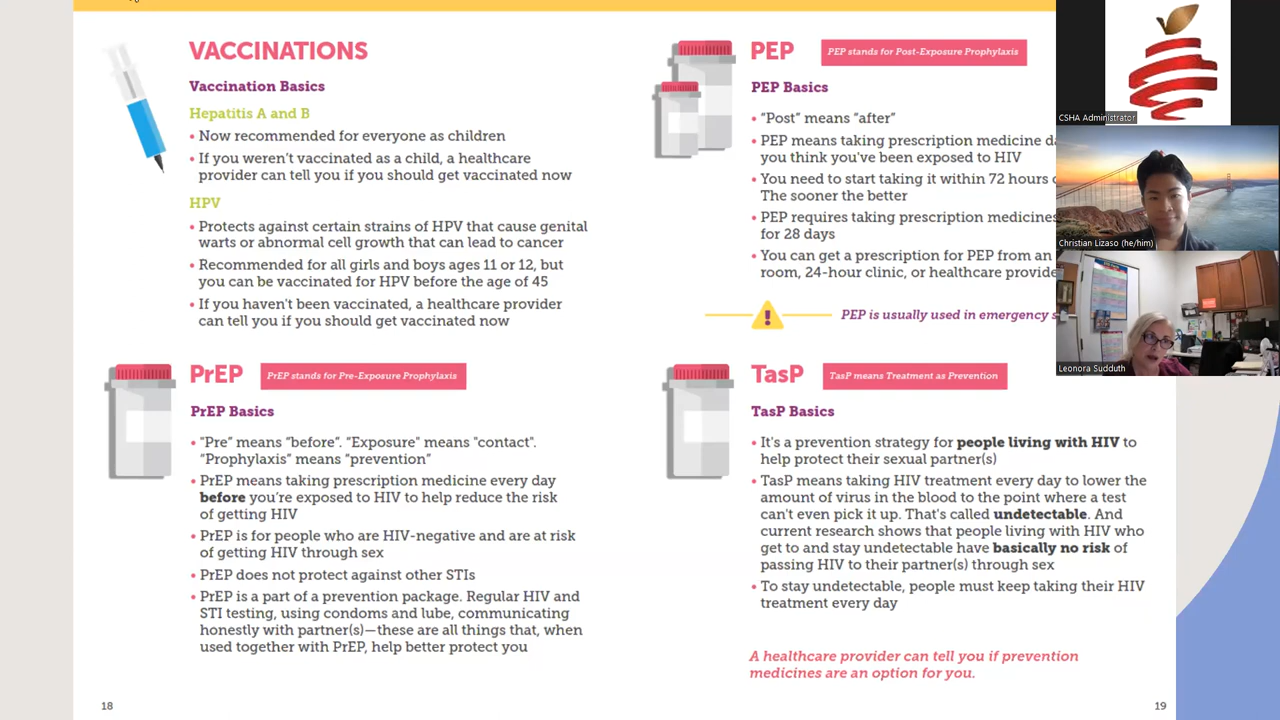 VACCINATIONS
Vaccination Basics
Hepatitis A and B
• Now recommended for everyone as children
• If you weren't vaccinated as a child, a healthcare
provider can tell you if you should get vaccinated now
HPV
• Protects against certain strains of HPV that cause genital
warts or abnormal cell growth that can lead to cancer
• Recommended for all girls and boys ages 11 or 12, but
you can be vaccinated for HPV before the age of 45
• If you haven't been vaccinated, a healthcare provider
can tell you if you should get vaccinated now
PrEP
PrEP stands for Pre-Exposure Prophylaxis
PrEP Basics
• "Pre" means "before". "Exposure" means "contact".
"Prophylaxis" means "prevention"
• PrEP means taking prescription medicine every day
before you're exposed to HIV to help reduce the risk
of getting HIV
• PrEP is for people who are HIV-negative and are at risk
of getting HIV through sex
• PrEP does not protect against other STIs
• PrEP is a part of a prevention package. Regular HIV and
STI testing, using condoms and lube, communicating
honestly with partner(s)—these are all things that, when
used together with PrEP, help better protect you
18
PEP
PEP stands for Post-Exposure Prophylaxis
PEP Basics
• "Post" means "after"
• PEP means taking prescription medicine
you think you've been exposed to HIV
• You need to start taking it within 72 hours
The sooner the better
• PEP requires taking prescription medicines
for 28 days
• You can get a prescription for PEP from an
room, 24-hour clinic, or healthcare
PEP is usually used in emergency
TasP
TasP means Treatment as Prevention
TasP Basics
• It's a prevention strategy for people living with HIV to
help protect their sexual partner(s)
• TasP means taking HIV treatment every day to lower the
amount of virus in the blood to the point where a test
can't even pick it up. That's called undetectable. And
current research shows that people living with HIV who
get to and stay undetectable have basically no risk of
passing HIV to their partner(s) through sex
• To stay undetectable, people must keep taking their HIV
treatment every day
A healthcare provider can tell you if prevention
medicines are an option for you.
19
CSHA Administrator
Christian Lizaso (he/him)
Leonora Sudduth